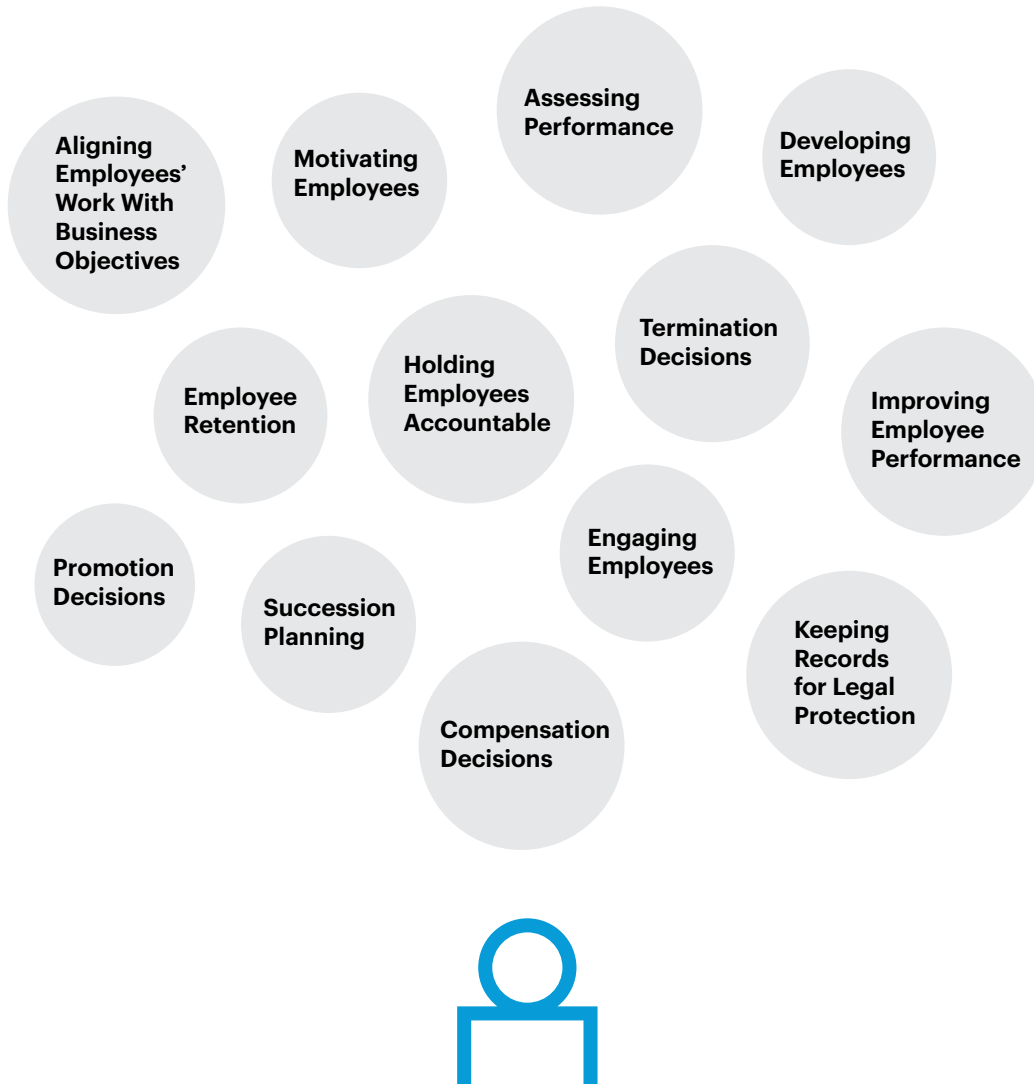 Assessing
Performance
Developing
Employees
Aligning
Employees’
Work With
Business
Objectives
Motivating
Employees
Termination
Decisions
Holding
Employees
Accountable
Employee
Retention
Improving
Employee
Performance
Engaging
Employees
Promotion
Decisions
Succession
Planning
Keeping
Records
for Legal
Protection
Compensation
Decisions